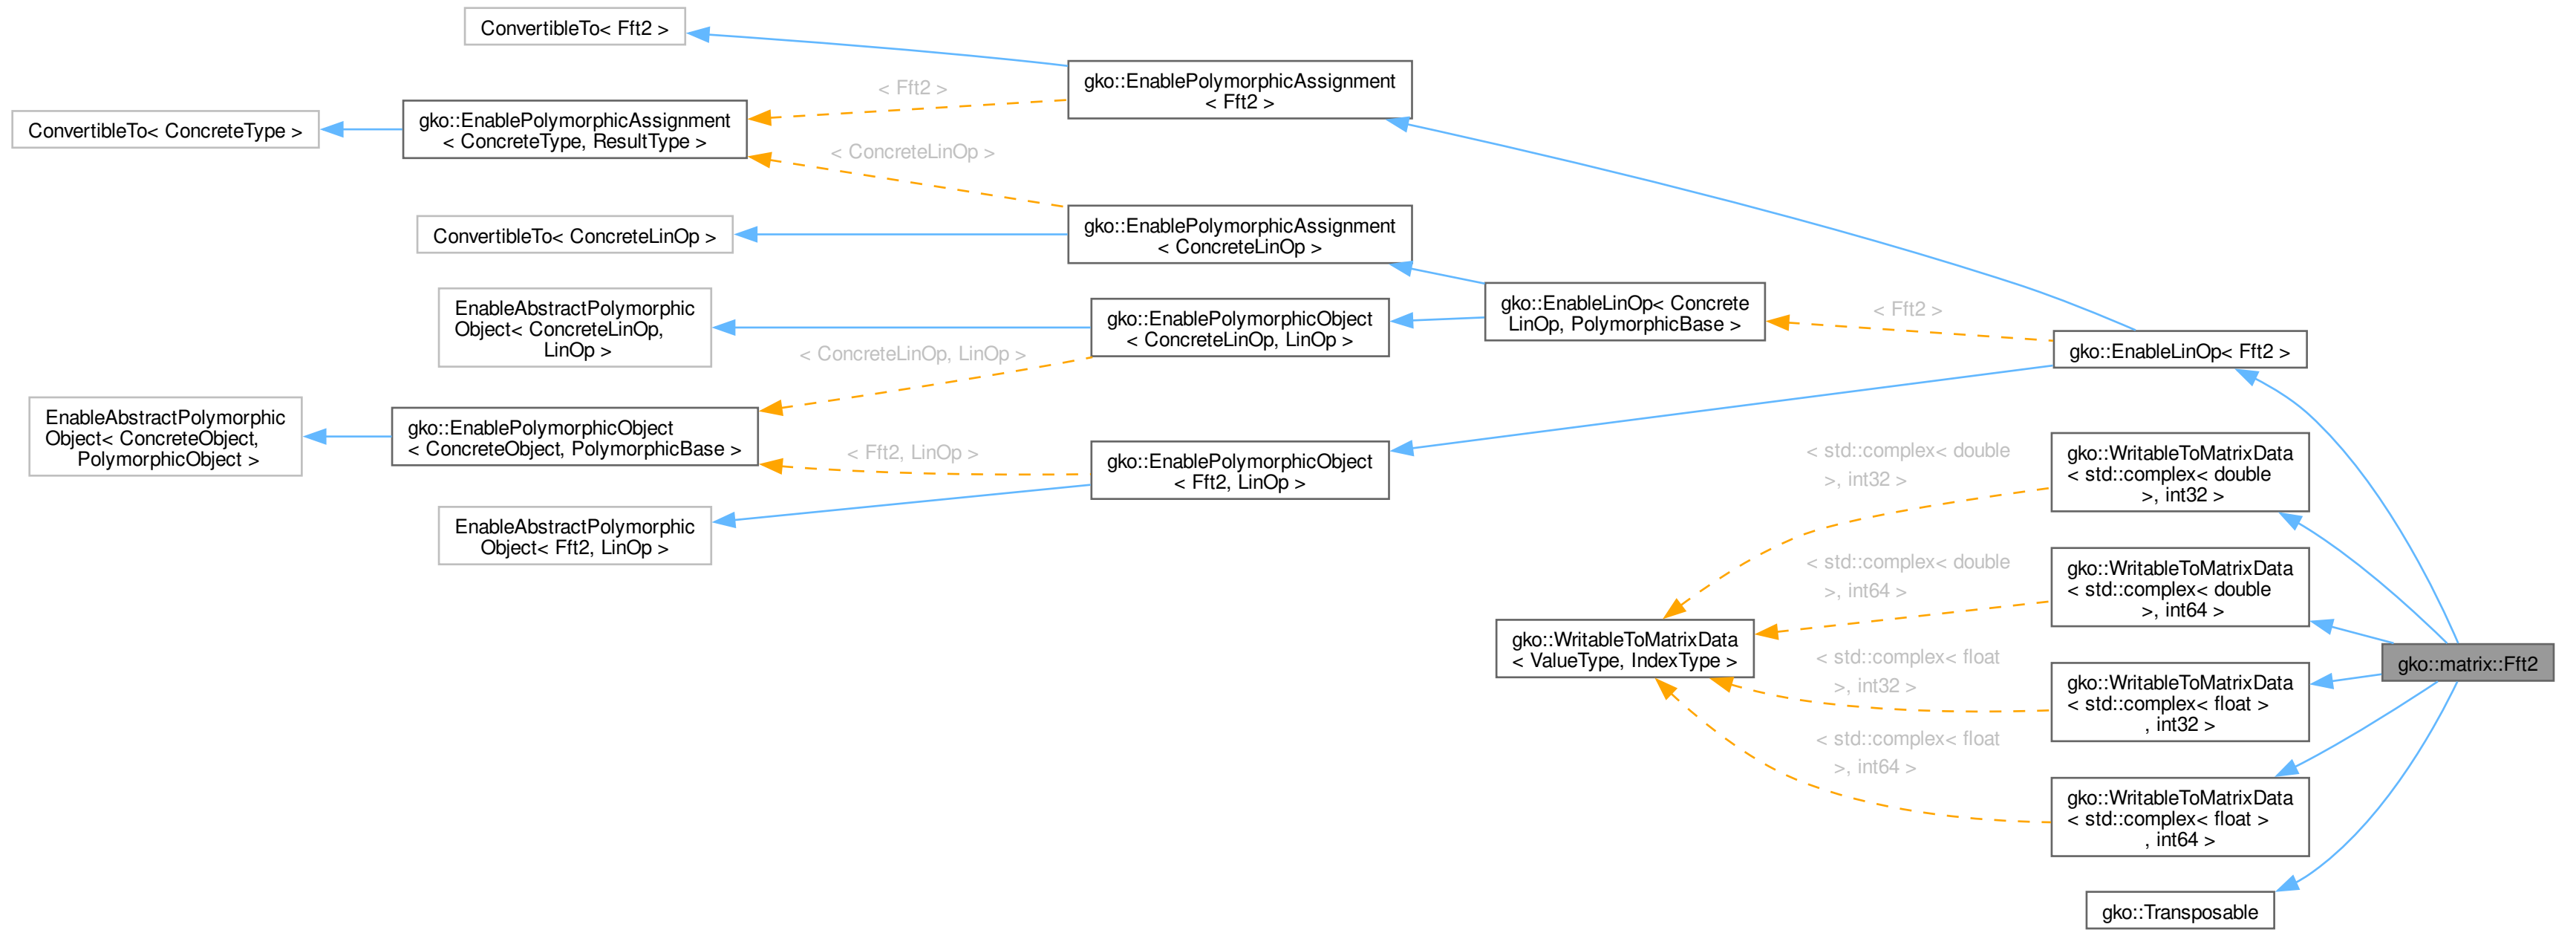 ConvertibleTo< Fft2 >
gko::EnablePolymorphicAssignment
< Fft2 >
< Fft2 >
ConvertibleTo< ConcreteType >
gko::EnablePolymorphicAssignment
< ConcreteType, ResultType >
< ConcreteLinOp >
ConvertibleTo< ConcreteLinOp >
gko::EnablePolymorphicAssignment
< ConcreteLinOp >
EnableAbstractPolymorphic
Object< ConcreteLinOp,
LinOp >
gko::EnablePolymorphicObject
< ConcreteLinOp, LinOp >
gko::EnableLinOp< Concrete
LinOp, PolymorphicBase >
< Fft2 >
gko::EnableLinOp< Fft2 >
< ConcreteLinOp, LinOp >
EnableAbstractPolymorphic
Object< ConcreteObject,
PolymorphicObject >
gko::EnablePolymorphicObject
< ConcreteObject, PolymorphicBase >
< Fft2, LinOp >
gko::EnablePolymorphicObject
< Fft2, LinOp >
EnableAbstractPolymorphic
Object< Fft2, LinOp >
< std::complex< double
>, int32 >
gko::WritableToMatrixData
< std::complex< double
>, int32 >
< std::complex< double
>, int64 >
gko::WritableToMatrixData
< std::complex< double
>, int64 >
gko::WritableToMatrixData
< ValueType, IndexType >
< std::complex< float
>, int32 >
gko::WritableToMatrixData
< std::complex< float >
, int32 >
gko::matrix::Fft2
< std::complex< float
>, int64 >
gko::WritableToMatrixData
< std::complex< float >
, int64 >
gko::Transposable